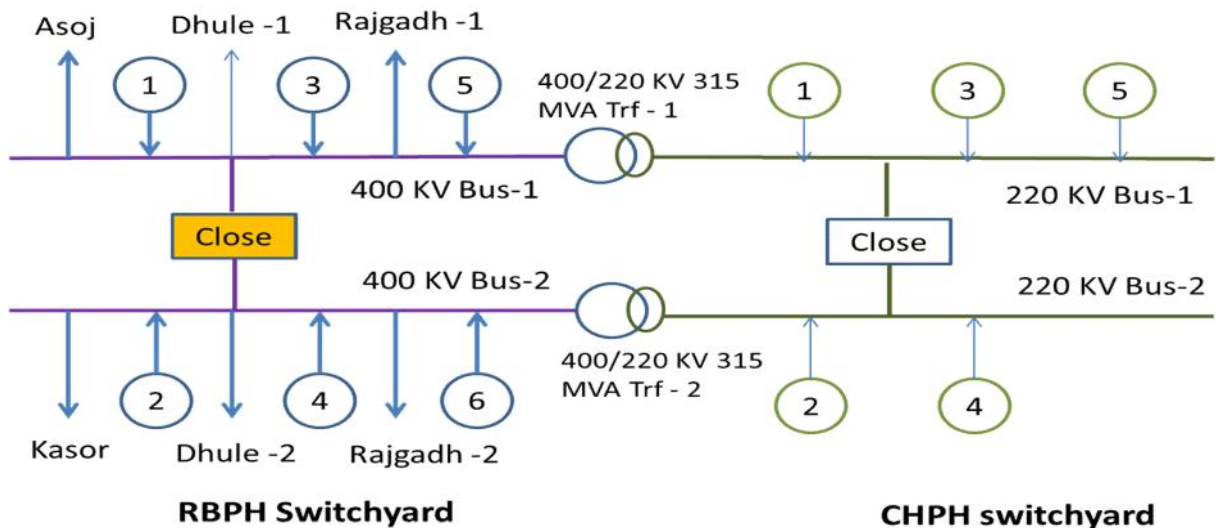 Asoj
Dhule -1
Rajgadh -1
1
3
5
400/220 KV 315
MVA Trf - 1
1
3
5
400 KV Bus-1
220 KV Bus-1
Close
Close
400 KV Bus-2
220 KV Bus-2
400/220 KV 315
MVA Trf - 2
2
4
6
2
4
Kasor
Dhule -2
Rajgadh -2
RBPH Switchyard
CHPH switchyard